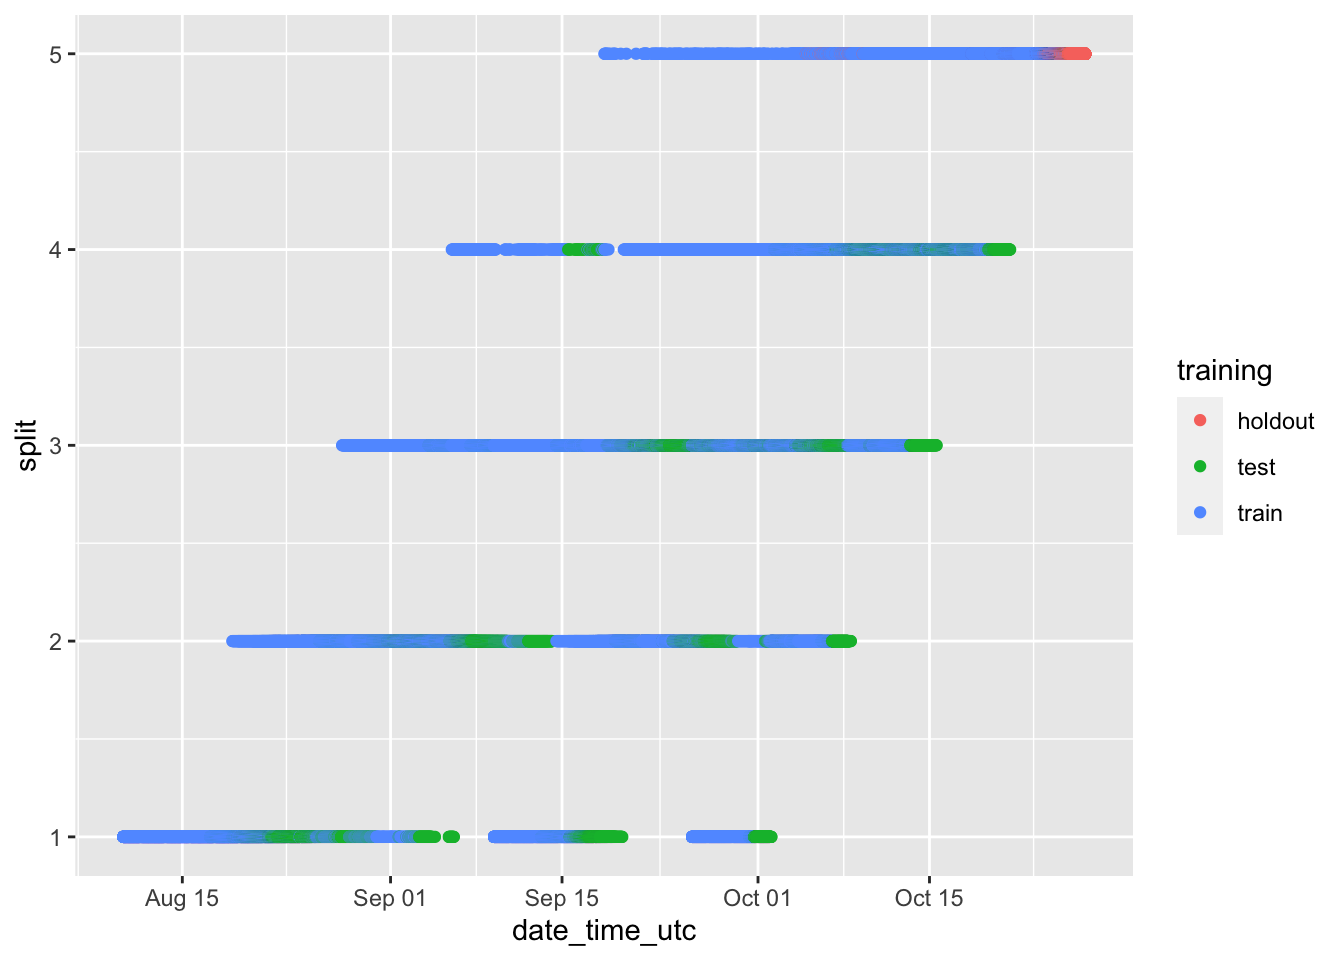 5
4
3
2
1
split
Aug 15
Sep 01
Sep 15
Oct 01
Oct 15
date_time_utc
training
holdout
test
train